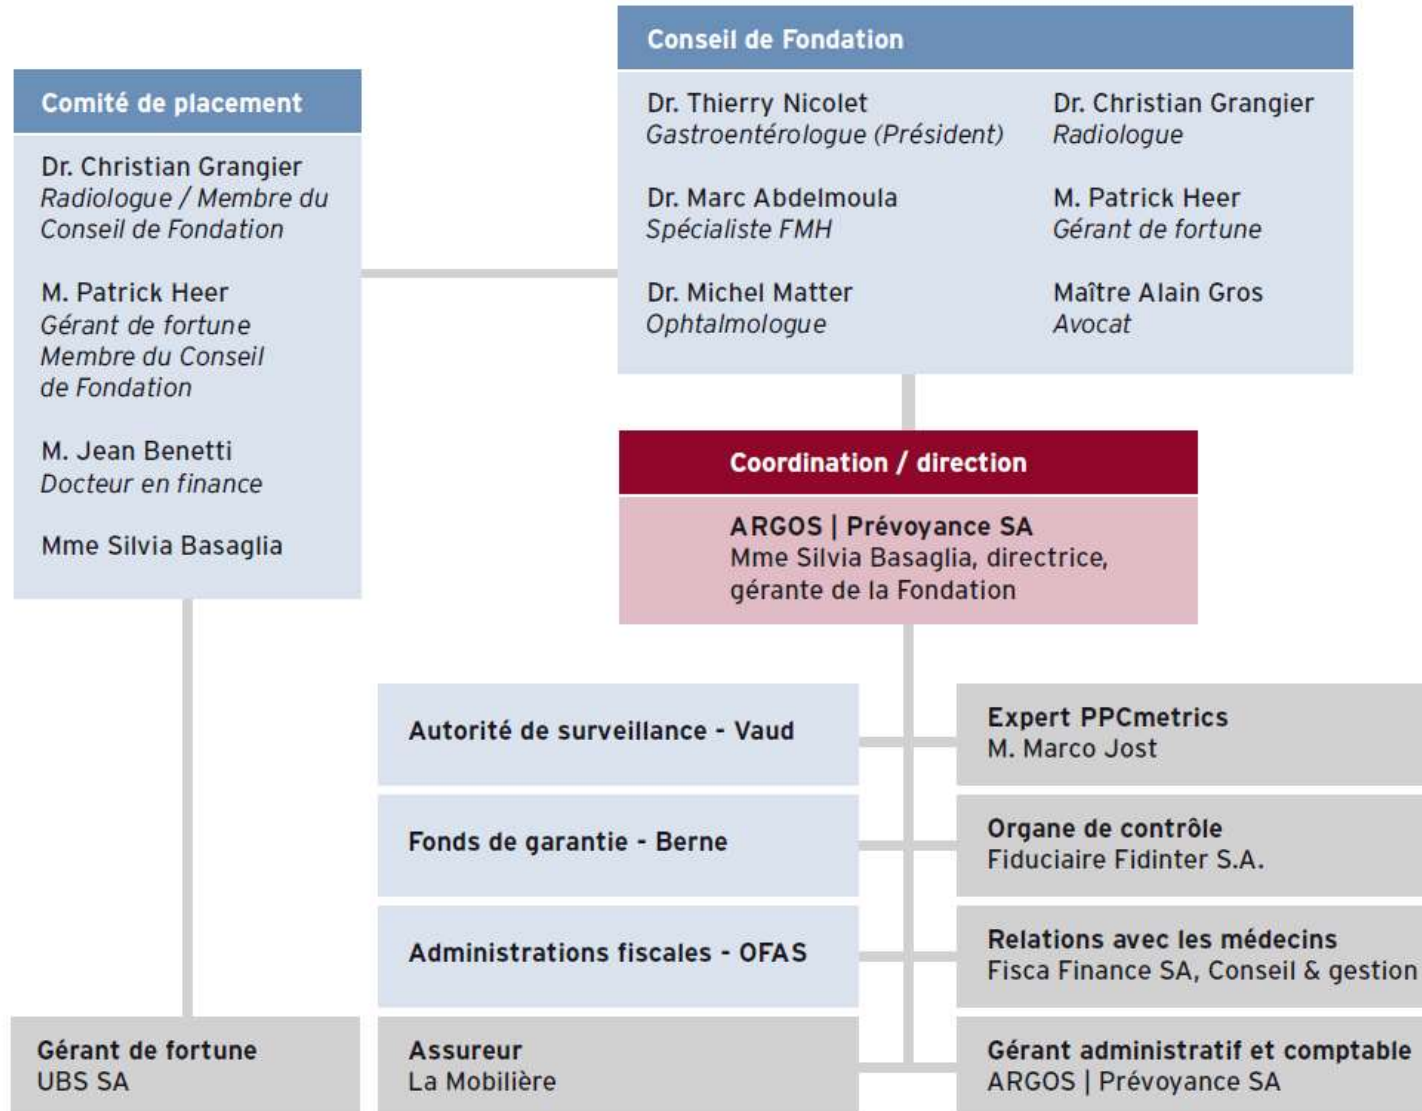 Conseil de Fondation
Dr. Thierry Nicolet
Gastroentérologue (Président)
Dr. Christian Grangier
Radiologue
Dr. Marc Abdelmoula
Spécialiste FMH
M. Patrick Heer
Gérant de fortune
Dr. Michel Matter
Ophtalmologue
Maître Alain Gros
Avocat
Comité de placement
Dr. Christian Grangier
Radiologue / Membre du
Conseil de Fondation
M. Patrick Heer
Gérant de fortune
Membre du Conseil
de Fondation
M. Jean Benetti
Docteur en finance
Mme Silvia Basaglia
Coordination / direction
ARGOS | Prévoyance SA
Mme Silvia Basaglia, directrice,
gérante de la Fondation
Autorité de surveillance - Vaud
Expert PPCmetrics
M. Marco Jost
Fonds de garantie - Berne
Organe de contrôle
Fiduciaire Fidinter S.A.
Administrations fiscales - OFAS
Relations avec les médecins
Fisca Finance SA, Conseil & gestion
Gérant de fortune
UBS SA
Assureur
La Mobilière
Gérant administratif et comptable
ARGOS | Prévoyance SA